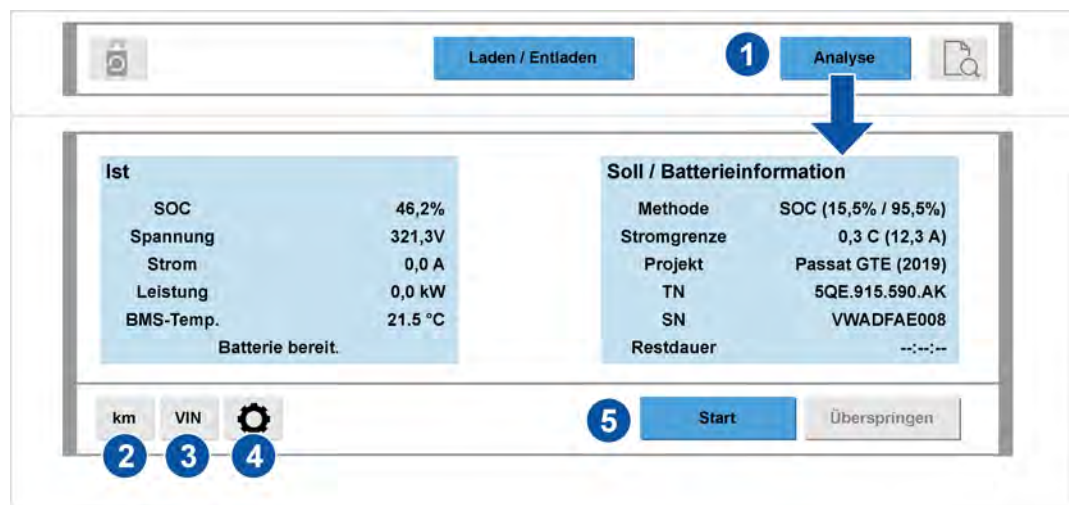 Laden / Entladen
1
Analyse
Ist
SOC 46,2%
Spannung 321,3V
Strom 0,0 A
Leistung 0,0 kW
BMS-Temp. 21.5 °C
Batterie bereit.
Soll / Batterieinformation
Methode SOC (15,5% / 95,5%)
Stromgrenze 0,3 C (12,3 A)
Projekt Passat GTE (2019)
TN 5QE.915.590.AK
SN VWADFAE008
Restdauer --:--:--
km
VIN
2
3
4
5
Start
Überspringen